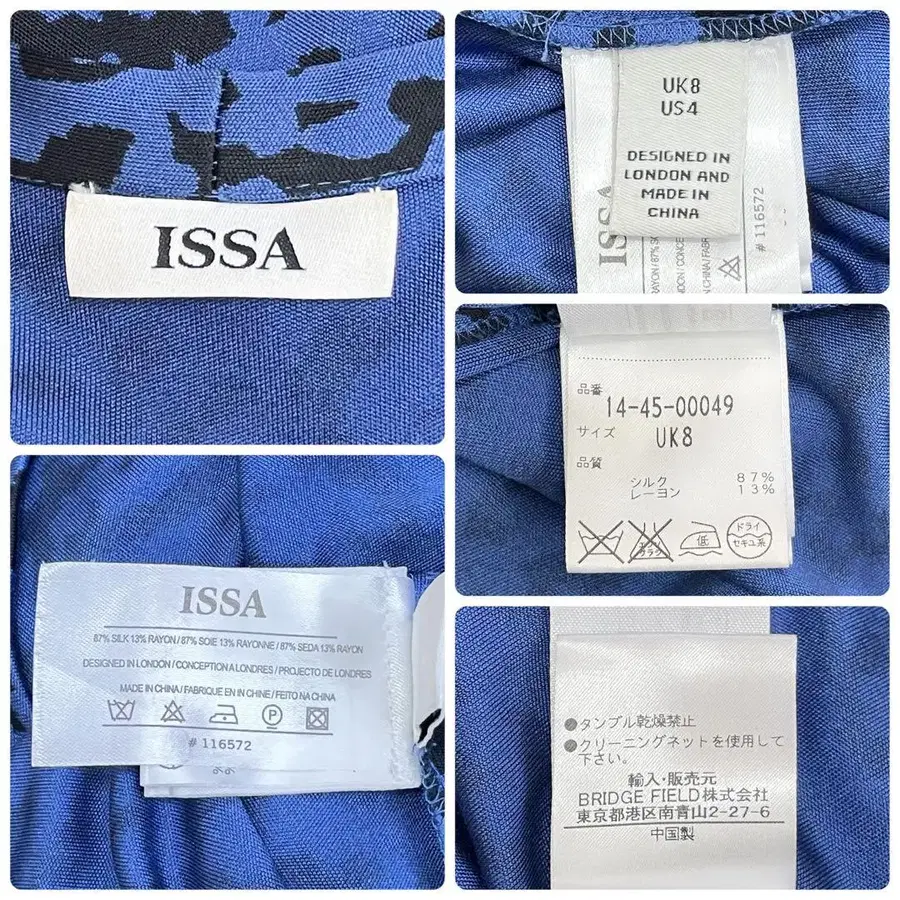 ISSA
UK8
US4
DESIGNED IN
LONDON AND
MADE IN
CHINA
# 116572
品番
14-45-00049
サイズ
UK8
品質
シルク 87%
レーヨン 13%
低
ドライ
セキユ系
ISSA
87% SILK 13% RAYON / 87% SOIE 13% RAYONNE / 87% SEDA 13% RAYON
DESIGNED IN LONDON / CONCEPTION A LONDRES / PROJECTO DE LONDRES
MADE IN CHINA / FABRIQUE EN IN CHINE / FEITO NA CHINA
P
# 116572
●タンブル乾燥禁止
●クリーニングネットを使用して
下さい。
輸入・販売元
BRIDGE FIELD株式会社
東京都港区南青山2-27-6
中国製